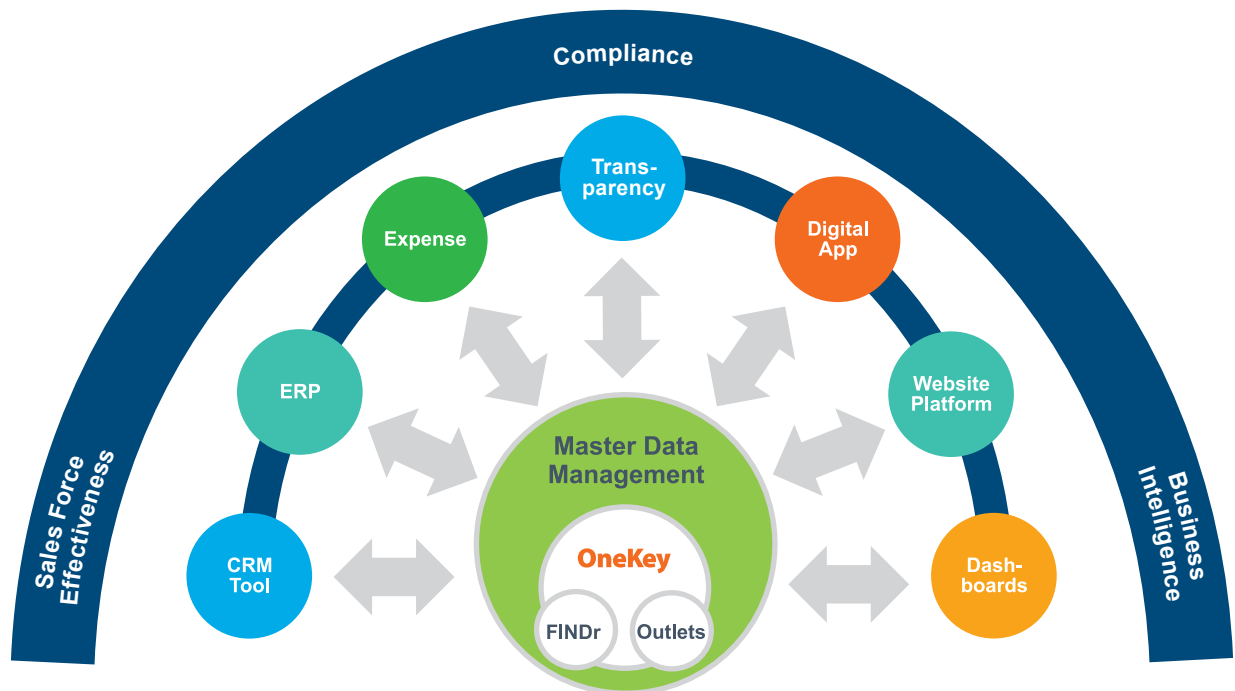 Compliance
Trans-
parency
Expense
Digital
App
ERP
Website
Platform
Master Data
Management
Sales Force
Effectiveness
Business
Intelligence
CRM
Tool
OneKey
Dash-
boards
FINDr
Outlets